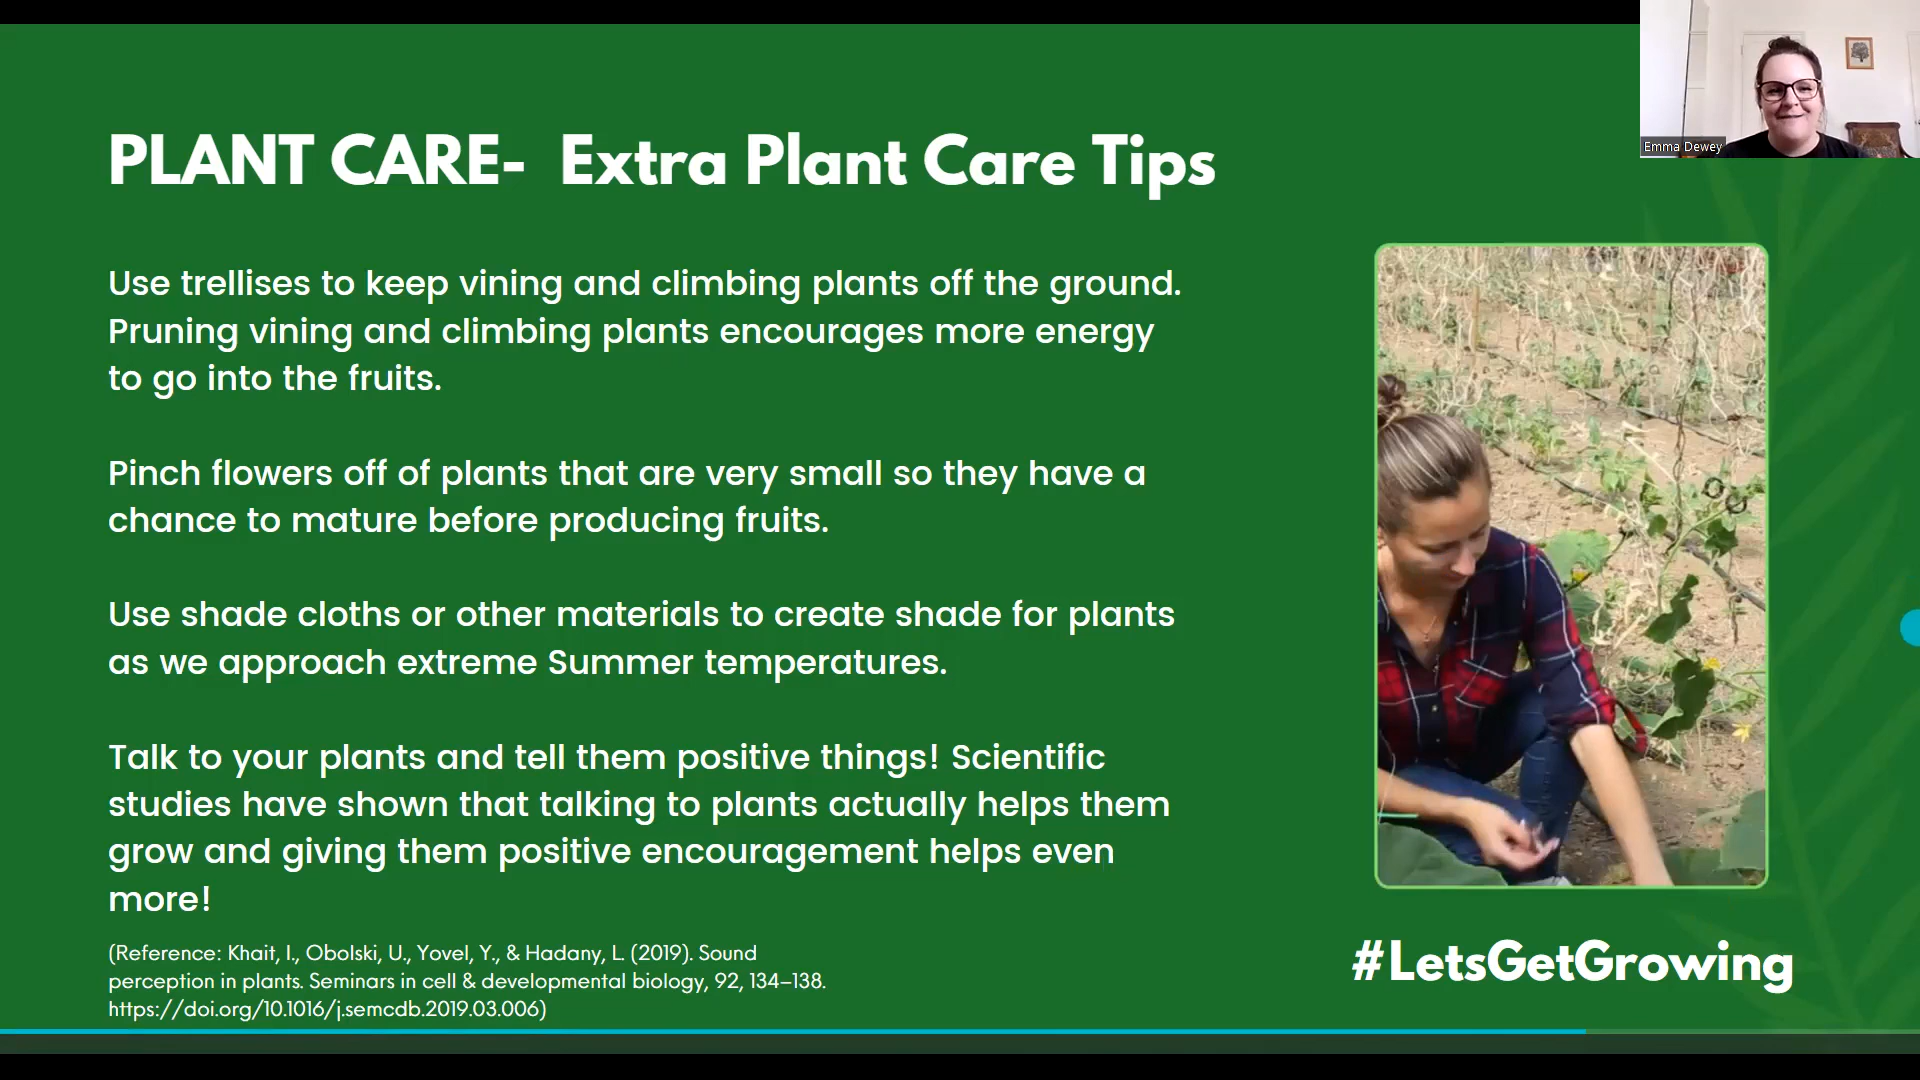 Emma Dewey
PLANT CARE-  Extra Plant Care Tips
Use trellises to keep vining and climbing plants off the ground.
Pruning vining and climbing plants encourages more energy
to go into the fruits.
Pinch flowers off of plants that are very small so they have a
chance to mature before producing fruits.
Use shade cloths or other materials to create shade for plants
as we approach extreme Summer temperatures.
Talk to your plants and tell them positive things! Scientific
studies have shown that talking to plants actually helps them
grow and giving them positive encouragement helps even
more!
(Reference: Khait, I., Obolski, U., Yovel, Y., & Hadany, L. (2019). Sound
perception in plants. Seminars in cell & developmental biology, 92, 134–138.
https://doi.org/10.1016/j.semcdb.2019.03.006)
#LetsGetGrowing